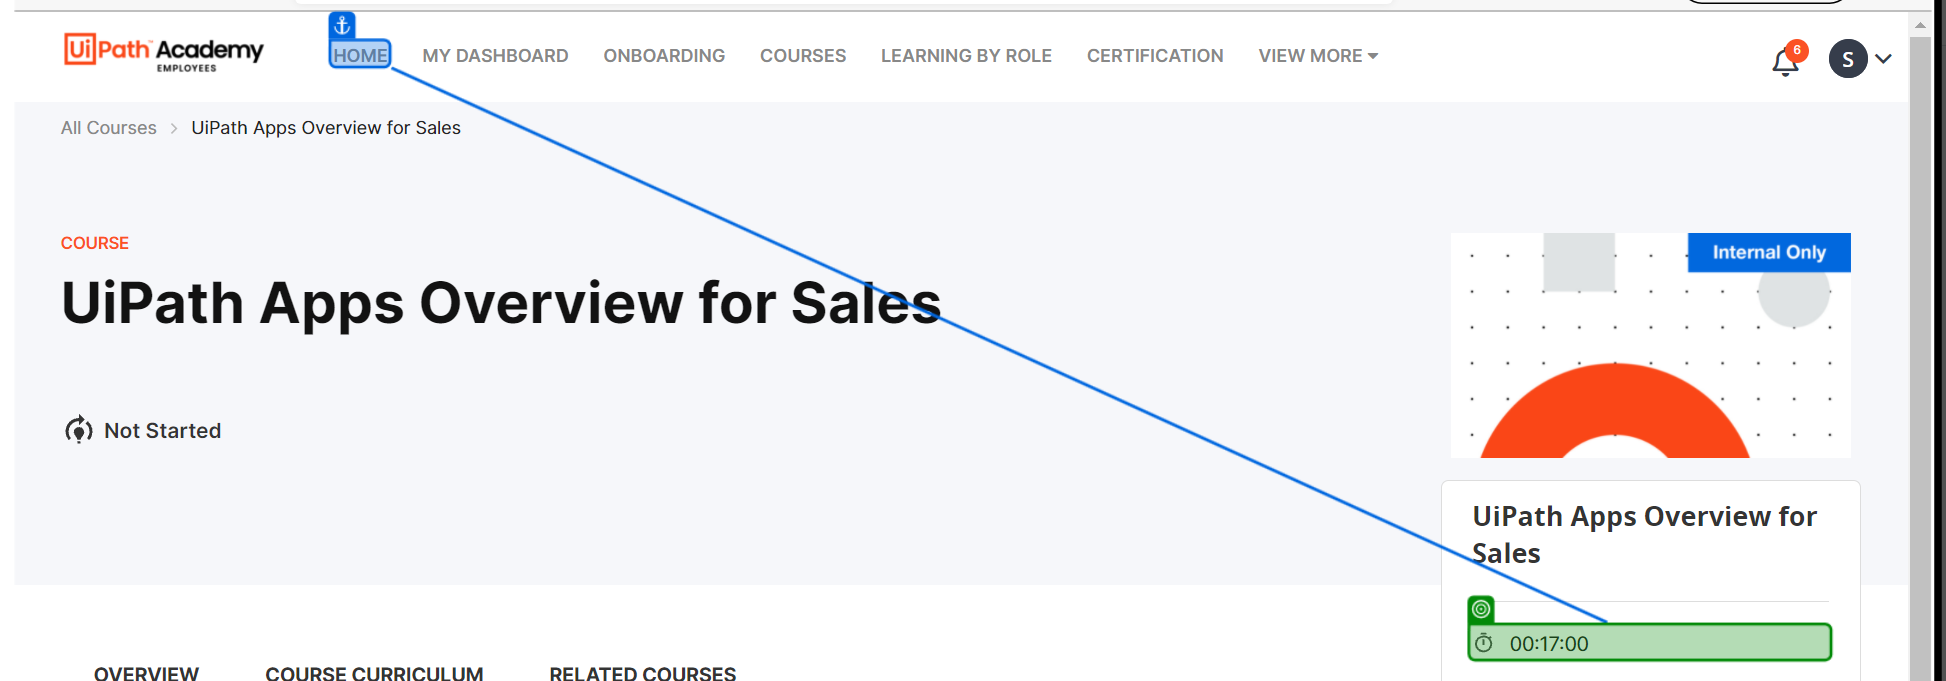 UiPath Academy
EMPLOYEES
HOME
MY DASHBOARD
ONBOARDING
COURSES
LEARNING BY ROLE
CERTIFICATION
VIEW MORE
6
S
All Courses > UiPath Apps Overview for Sales
COURSE
UiPath Apps Overview for Sales
Not Started
Internal Only
UiPath Apps Overview for
Sales
00:17:00
OVERVIEW
COURSE CURRICULUM
RELATED COURSES